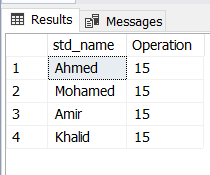 Results Messages
std_name Operation
1 Ahmed 15
2 Mohamed 15
3 Amir 15
4 Khalid 15